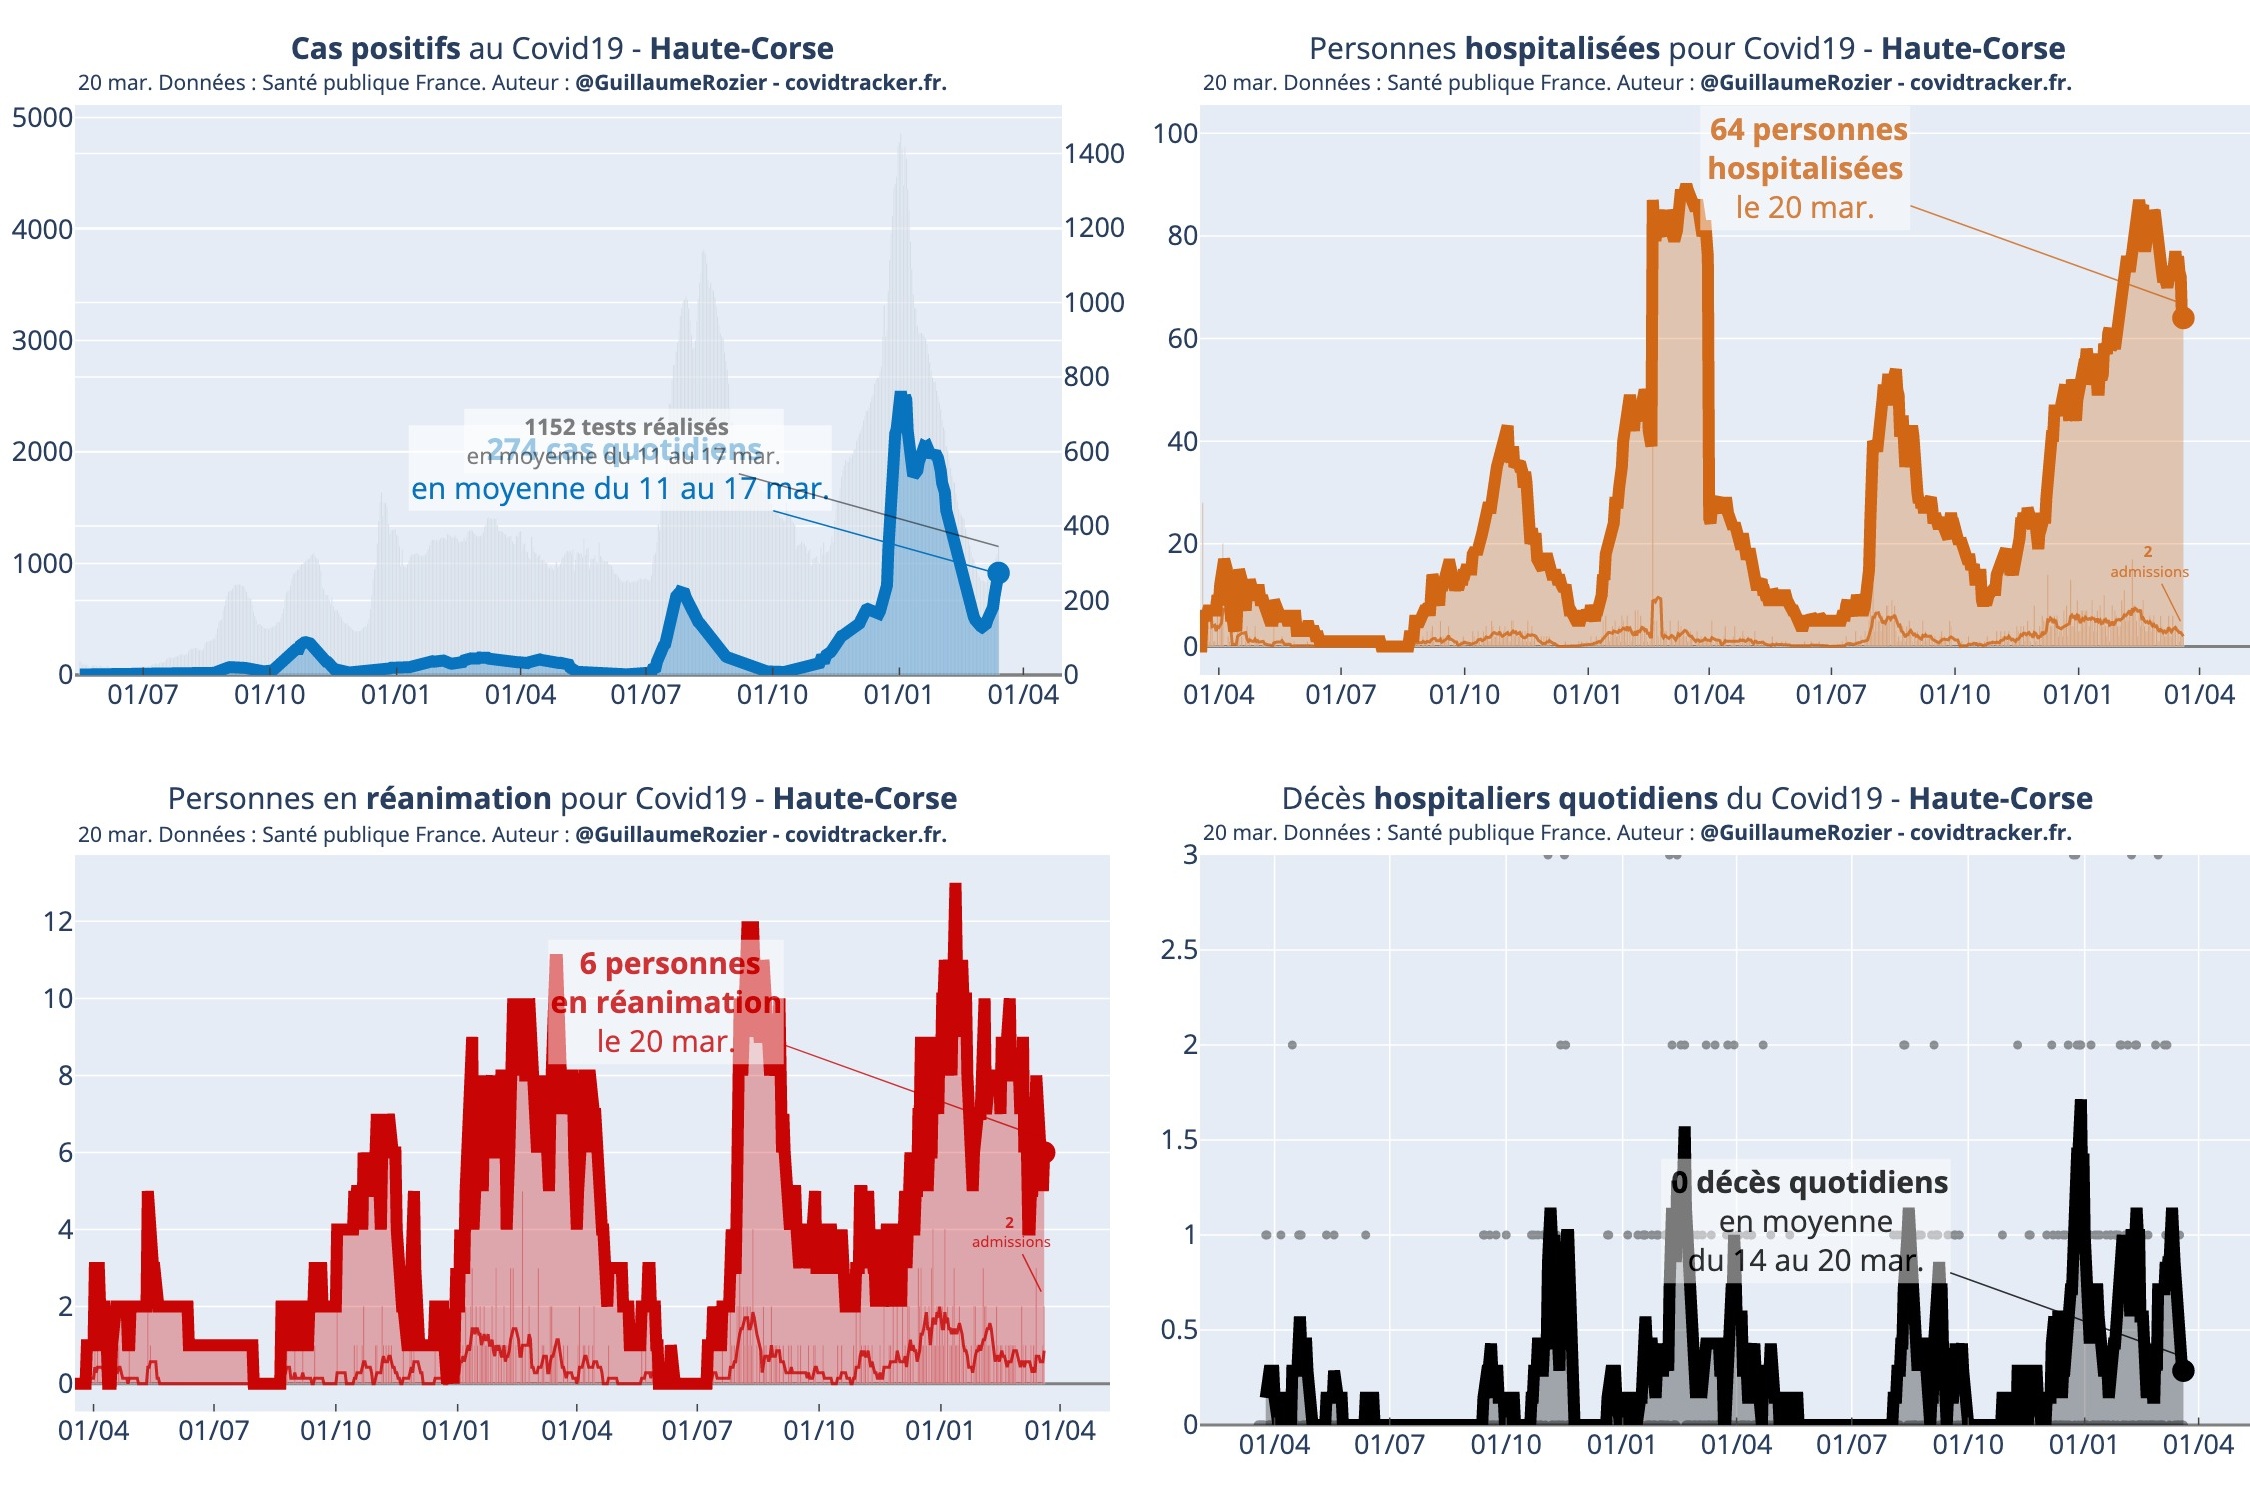 Cas positifs au Covid19 - Haute-Corse
20 mar. Données : Santé publique France. Auteur : @GuillaumeRozier - covidtracker.fr.
5000
4000
3000
2000
1000
0
1400
1200
1000
800
600
400
200
0
1152 tests réalisés
en moyenne du 11 au 17 mar.
274 cas quotidiens
en moyenne du 11 au 17 mar.
01/07 01/10 01/01 01/04 01/07 01/10 01/01 01/04
Personnes hospitalisées pour Covid19 - Haute-Corse
20 mar. Données : Santé publique France. Auteur : @GuillaumeRozier - covidtracker.fr.
100
80
60
40
20
0
64 personnes
hospitalisées
le 20 mar.
2
admissions
01/04 01/07 01/10 01/01 01/04 01/07 01/10 01/01 01/04
Personnes en réanimation pour Covid19 - Haute-Corse
20 mar. Données : Santé publique France. Auteur : @GuillaumeRozier - covidtracker.fr.
12
10
8
6
4
2
0
6 personnes
en réanimation
le 20 mar.
2
admissions
01/04 01/07 01/10 01/01 01/04 01/07 01/10 01/01 01/04
Décès hospitaliers quotidiens du Covid19 - Haute-Corse
20 mar. Données : Santé publique France. Auteur : @GuillaumeRozier - covidtracker.fr.
3
2.5
2
1.5
1
0.5
0
0 décès quotidiens
en moyenne
du 14 au 20 mar.
01/04 01/07 01/10 01/01 01/04 01/07 01/10 01/01 01/04